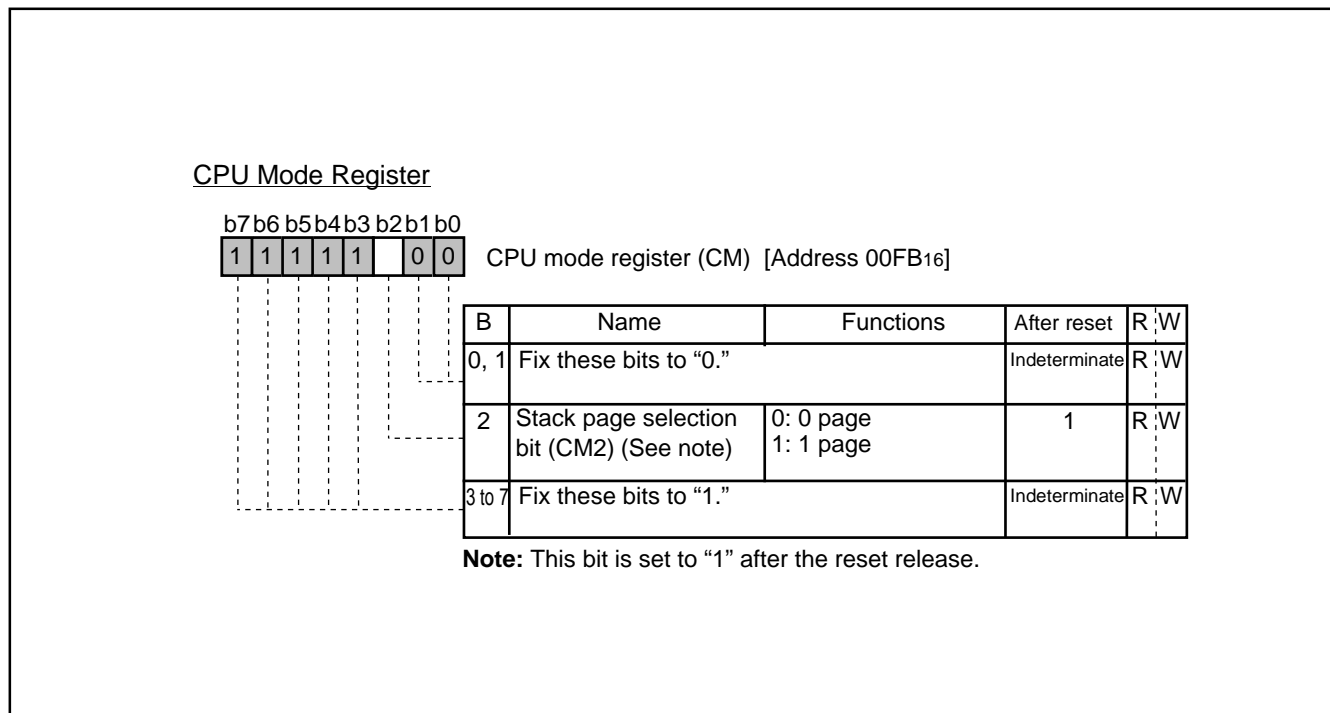 CPU Mode Register
b7 b6 b5 b4 b3 b2 b1 b0
1 1 1 1 1 0 0
CPU mode register (CM) [Address 00FB16]
B Name Functions After reset R W
0, 1 Fix these bits to “0.” Indeterminate R W
2 Stack page selection 0: 0 page 1 R W
bit (CM2) (See note) 1: 1 page
3 to 7 Fix these bits to “1.” Indeterminate R W
Note: This bit is set to “1” after the reset release.